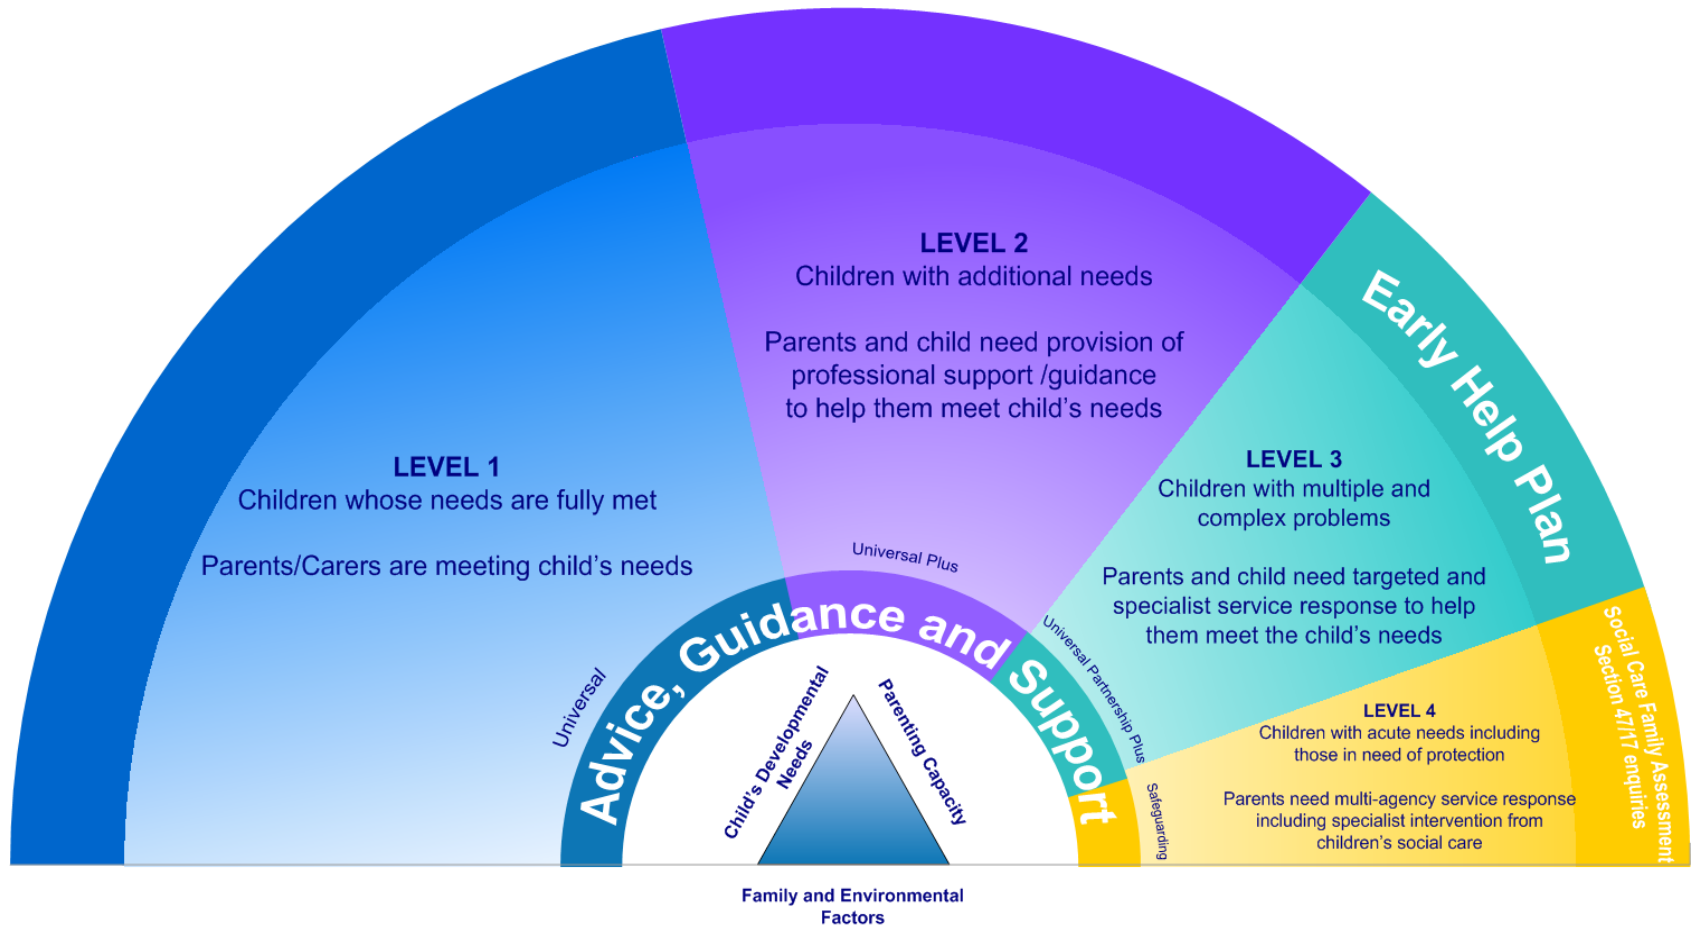 LEVEL 1
Children whose needs are fully met
Parents/Carers are meeting child's needs
Universal
LEVEL 2
Children with additional needs
Parents and child need provision of
professional support /guidance
to help them meet child's needs
Universal Plus
Early Help Plan
LEVEL 3
Children with multiple and
complex problems
Parents and child need targeted and
specialist service response to help
them meet the child's needs
Universal Partnership Plus
Social Care Family Assessment
Section 47/17 enquiries
LEVEL 4
Children with acute needs including
those in need of protection
Parents need multi-agency service response
including specialist intervention from
children's social care
Safeguarding
Advice, Guidance and Support
Child's Developmental
Needs
Parenting Capacity
Family and Environmental
Factors